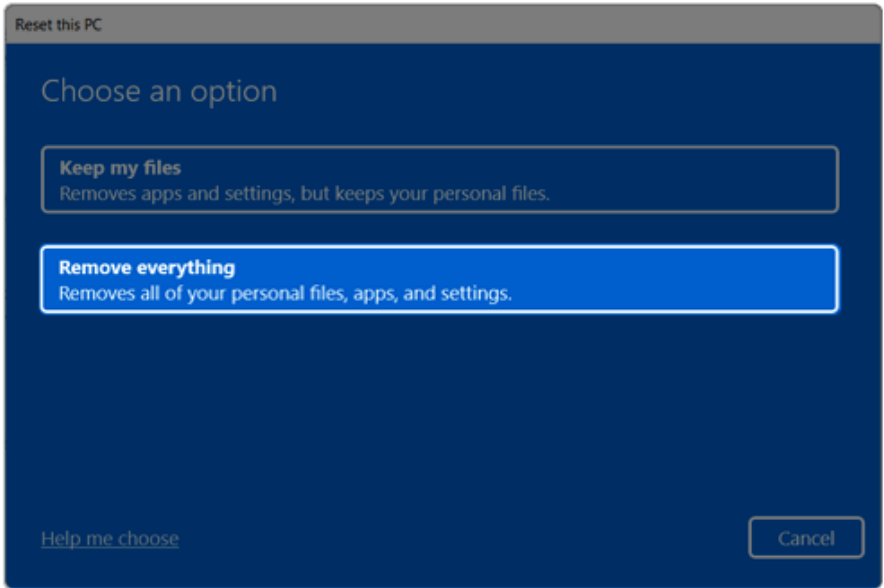 Reset this PC
Choose an option
Keep my files
Removes apps and settings, but keeps your personal files.
Remove everything
Removes all of your personal files, apps, and settings.
Help me choose
Cancel